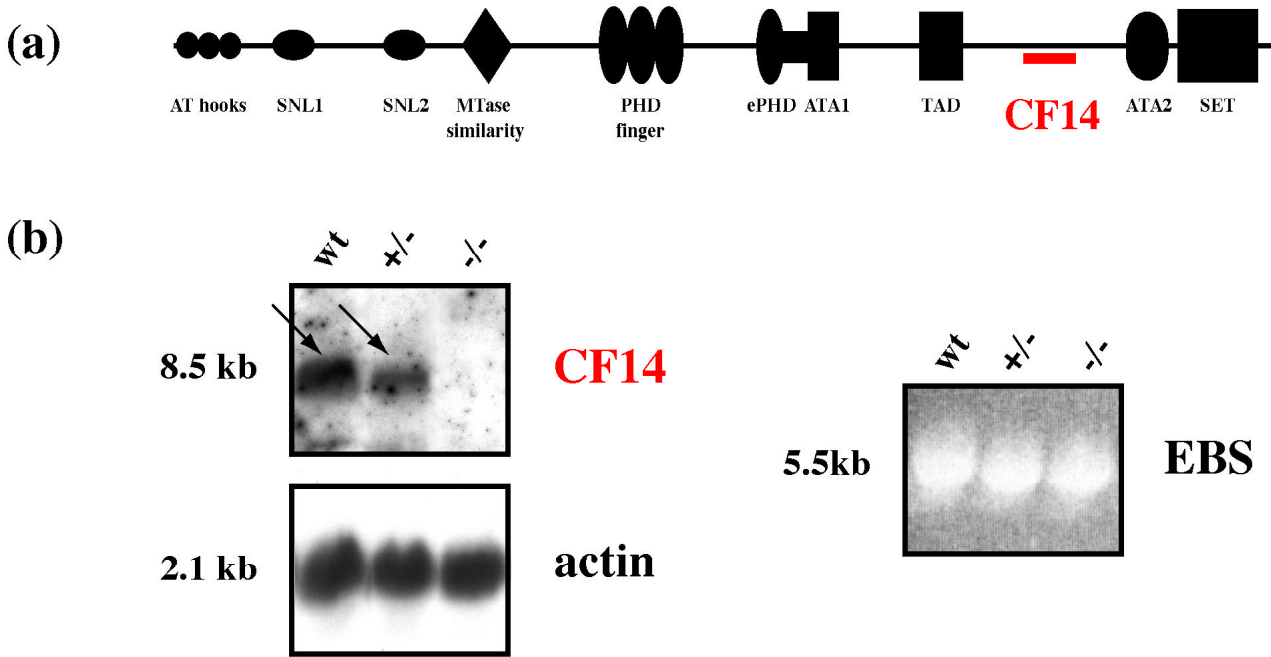 (a)
AT hooks SNL1 SNL2 MTase PHD ePHD ATA1 TAD CF14 ATA2 SET
similarity finger
(b)
wt +/- -/-
8.5 kb CF14
wt +/- -/-
5.5kb EBS
2.1 kb actin